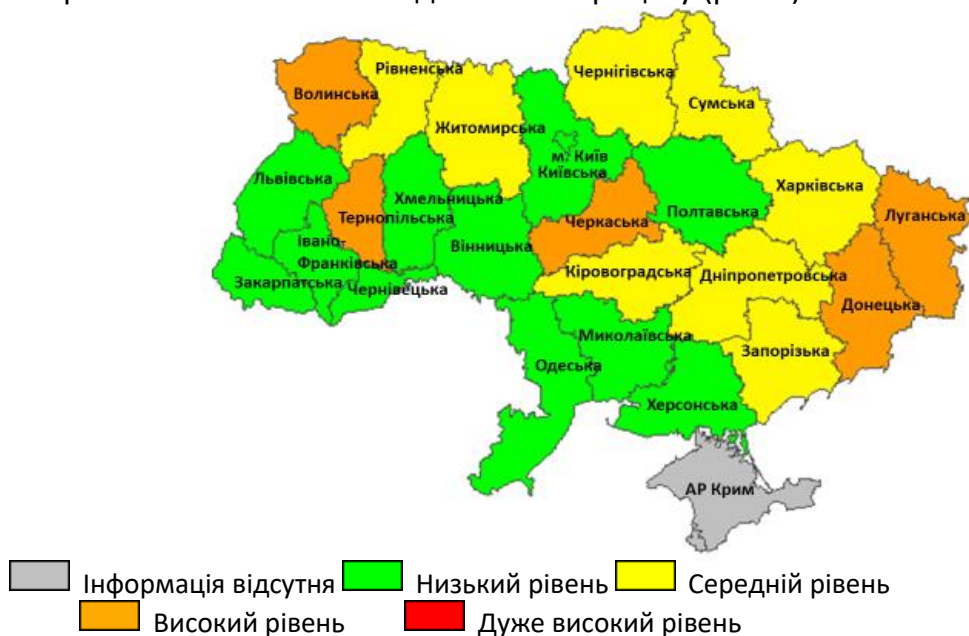 Рівненська
Чернігівська
Волинська
Сумська
Житомирська
м. Київ
Київська
Львівська
Харківська
Хмельницька
Полтавська
Луганська
Тернопільська
Черкаська
Івано-
Франківська
Вінницька
Закарпатська
Кіровоградська
Дніпропетровська
Чернівецька
Донецька
Миколаївська
Запорізька
Одеська
Херсонська
АР Крим
Інформація відсутня Низький рівень Середній рівень
Високий рівень Дуже високий рівень